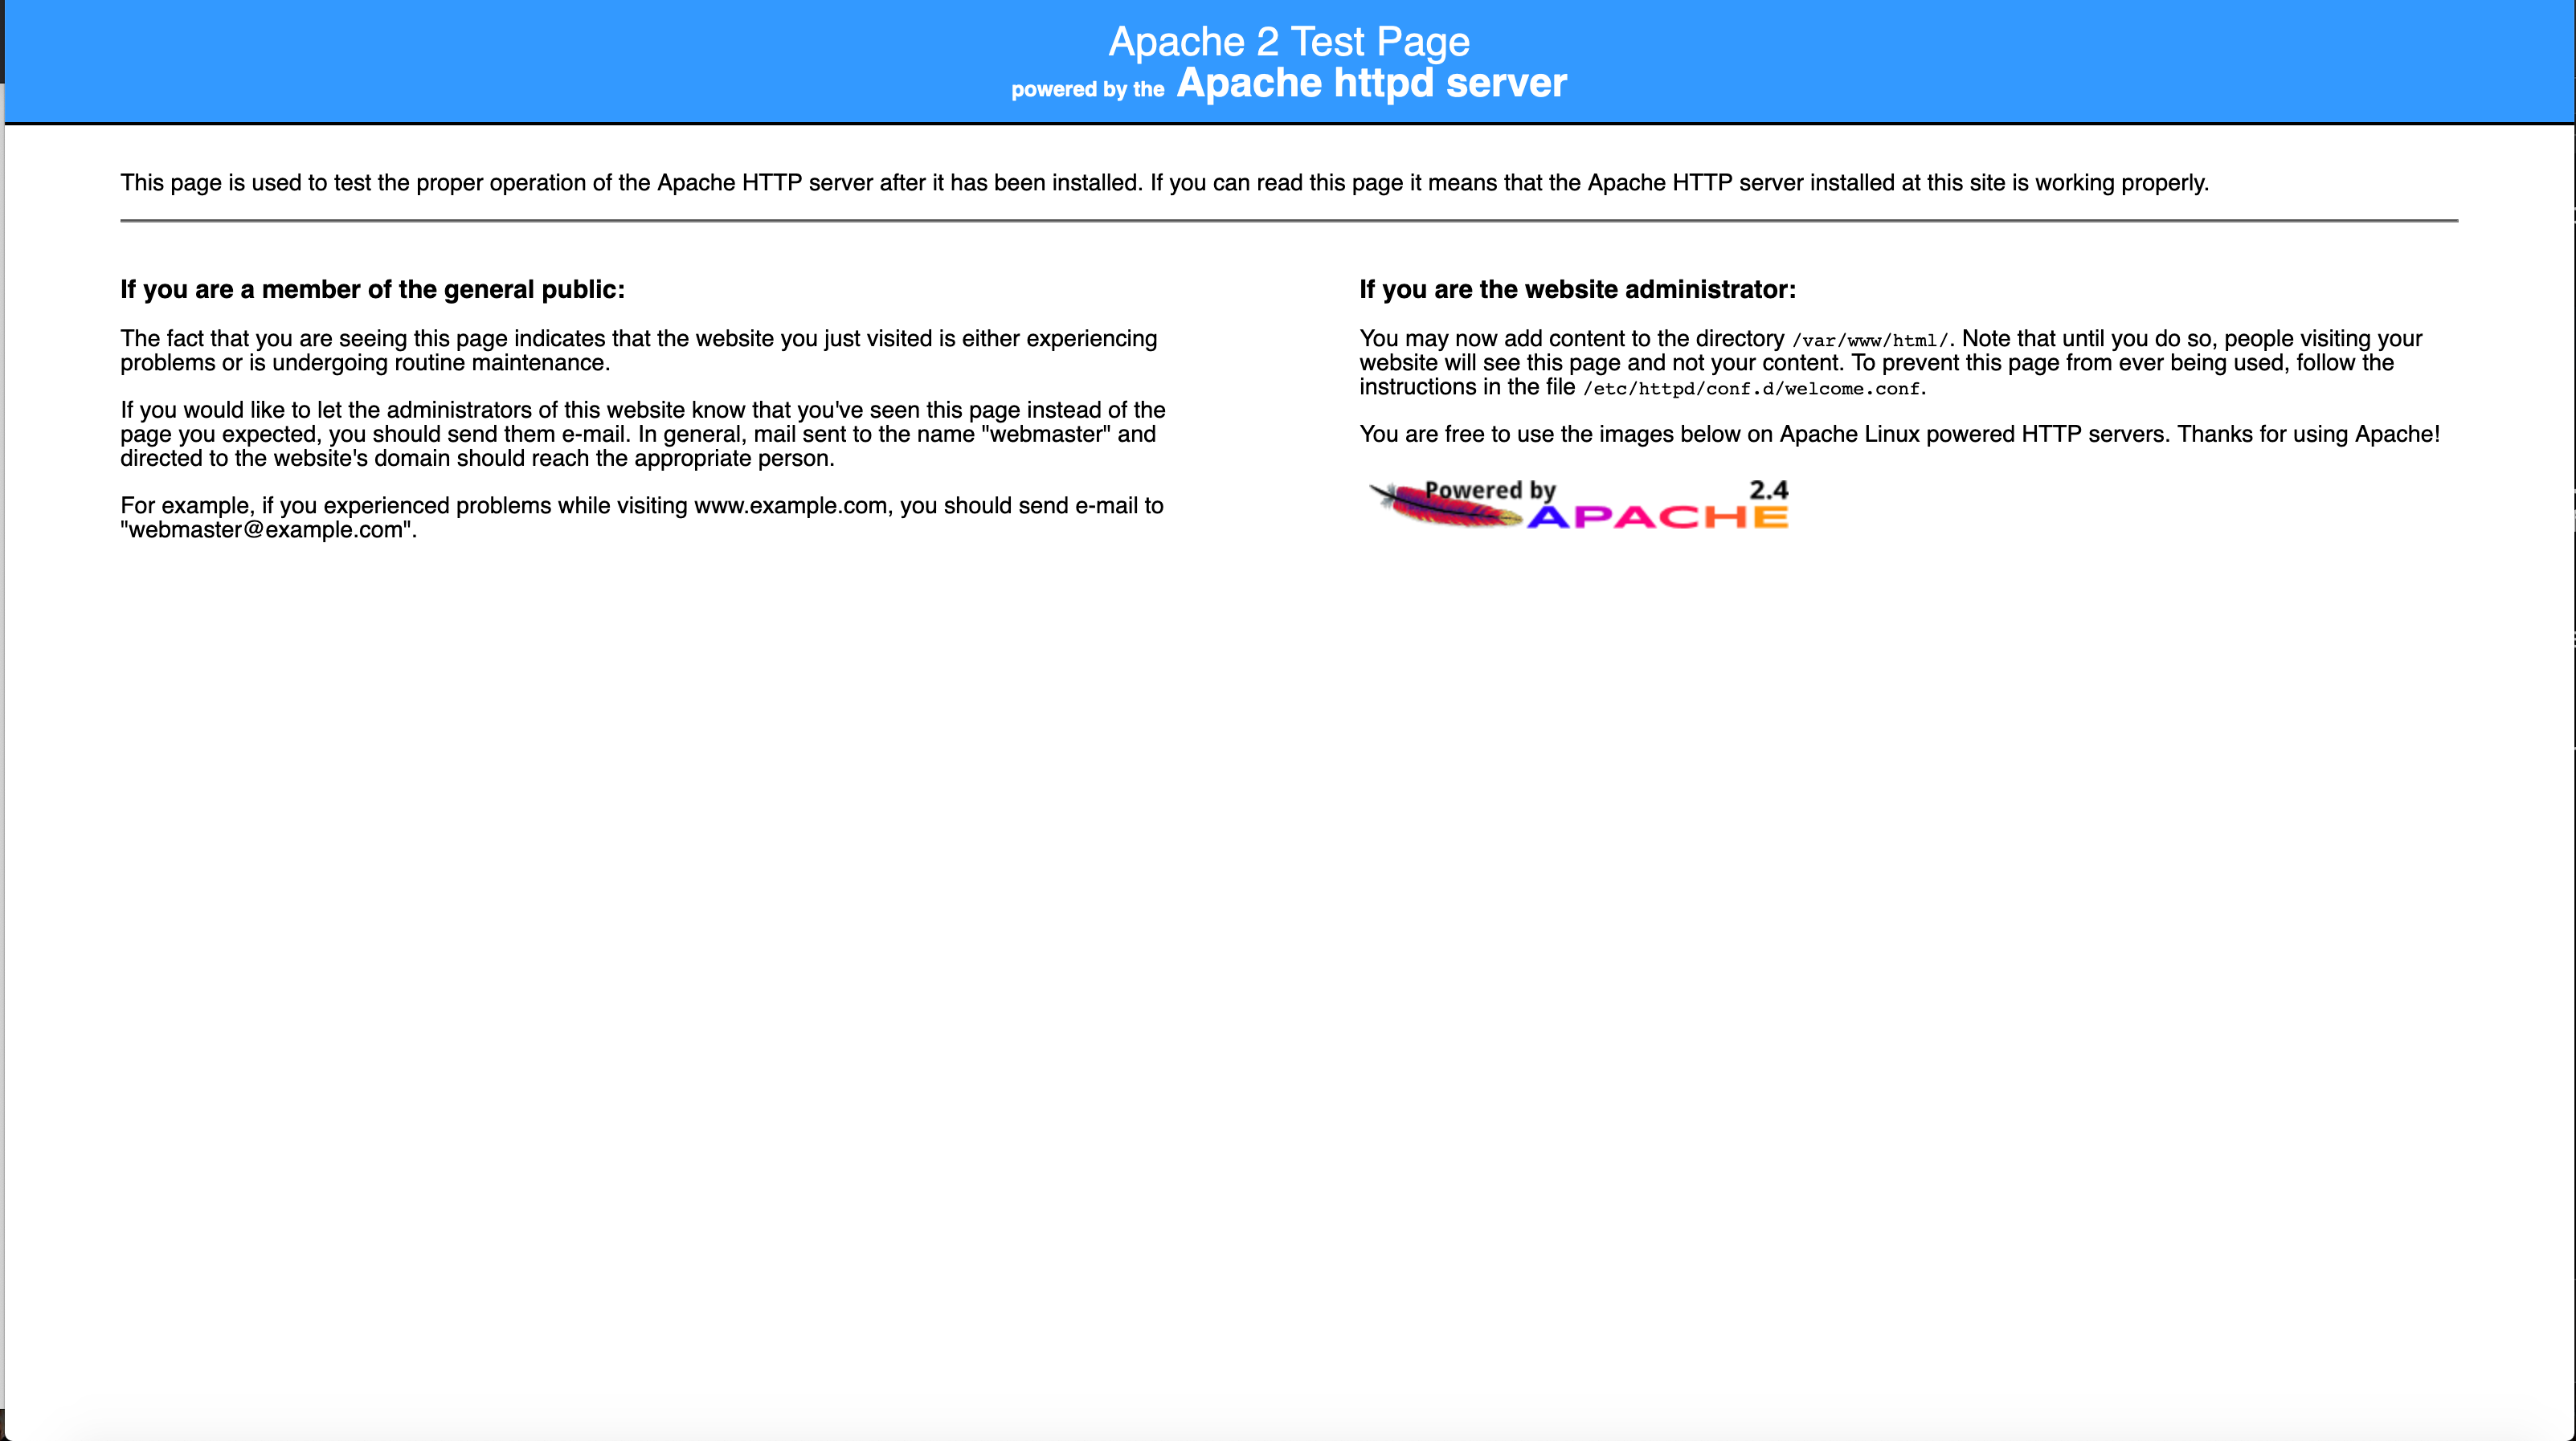 Apache 2 Test Page
powered by the Apache httpd server
This page is used to test the proper operation of the Apache HTTP server after it has been installed. If you can read this page it means that the Apache HTTP server installed at this site is working properly.
If you are a member of the general public:
The fact that you are seeing this page indicates that the website you just visited is either experiencing
problems or is undergoing routine maintenance.
If you would like to let the administrators of this website know that you've seen this page instead of the
page you expected, you should send them e-mail. In general, mail sent to the name "webmaster" and
directed to the website's domain should reach the appropriate person.
For example, if you experienced problems while visiting www.example.com, you should send e-mail to
"webmaster@example.com".
If you are the website administrator:
You may now add content to the directory /var/www/html/. Note that until you do so, people visiting your
website will see this page and not your content. To prevent this page from ever being used, follow the
instructions in the file /etc/httpd/conf.d/welcome.conf.
You are free to use the images below on Apache Linux powered HTTP servers. Thanks for using Apache!
Powered by 2.4
APACHE